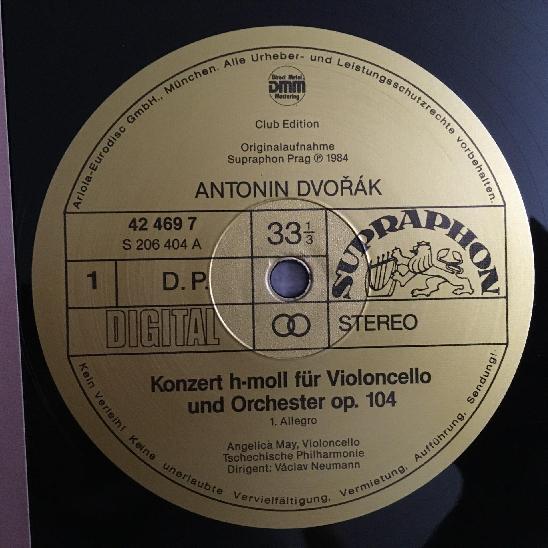 Ariola-Eurodisc GmbH., München. Alle Urheber- und Leistungsschutzrechte vorbehalten.
Direct Metal
DMM
Mastering
Club Edition
Originalaufnahme
Supraphon Prag ℗ 1984
ANTONIN DVOŘÁK
42 469 7
S 206 404 A
33 1/3
SUPRAPHON
1
D.P.
DIGITAL
STEREO
Konzert h-moll für Violoncello
und Orchester op. 104
1. Allegro
Angelica May, Violoncello
Tschechische Philharmonie
Dirigent: Václav Neumann
Kein Verleih! Keine unerlaubte Vervielfältigung, Vermietung, Aufführung, Sendung!